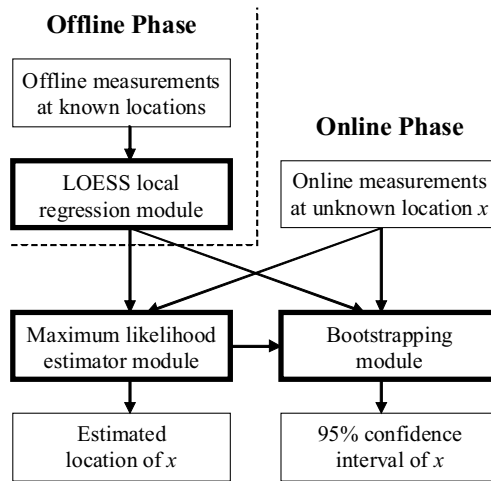 Offline Phase
Offline measurements
at known locations
LOESS local
regression module
Online Phase
Online measurements
at unknown location x
Maximum likelihood
estimator module
Bootstrapping
module
Estimated
location of x
95% confidence
interval of x